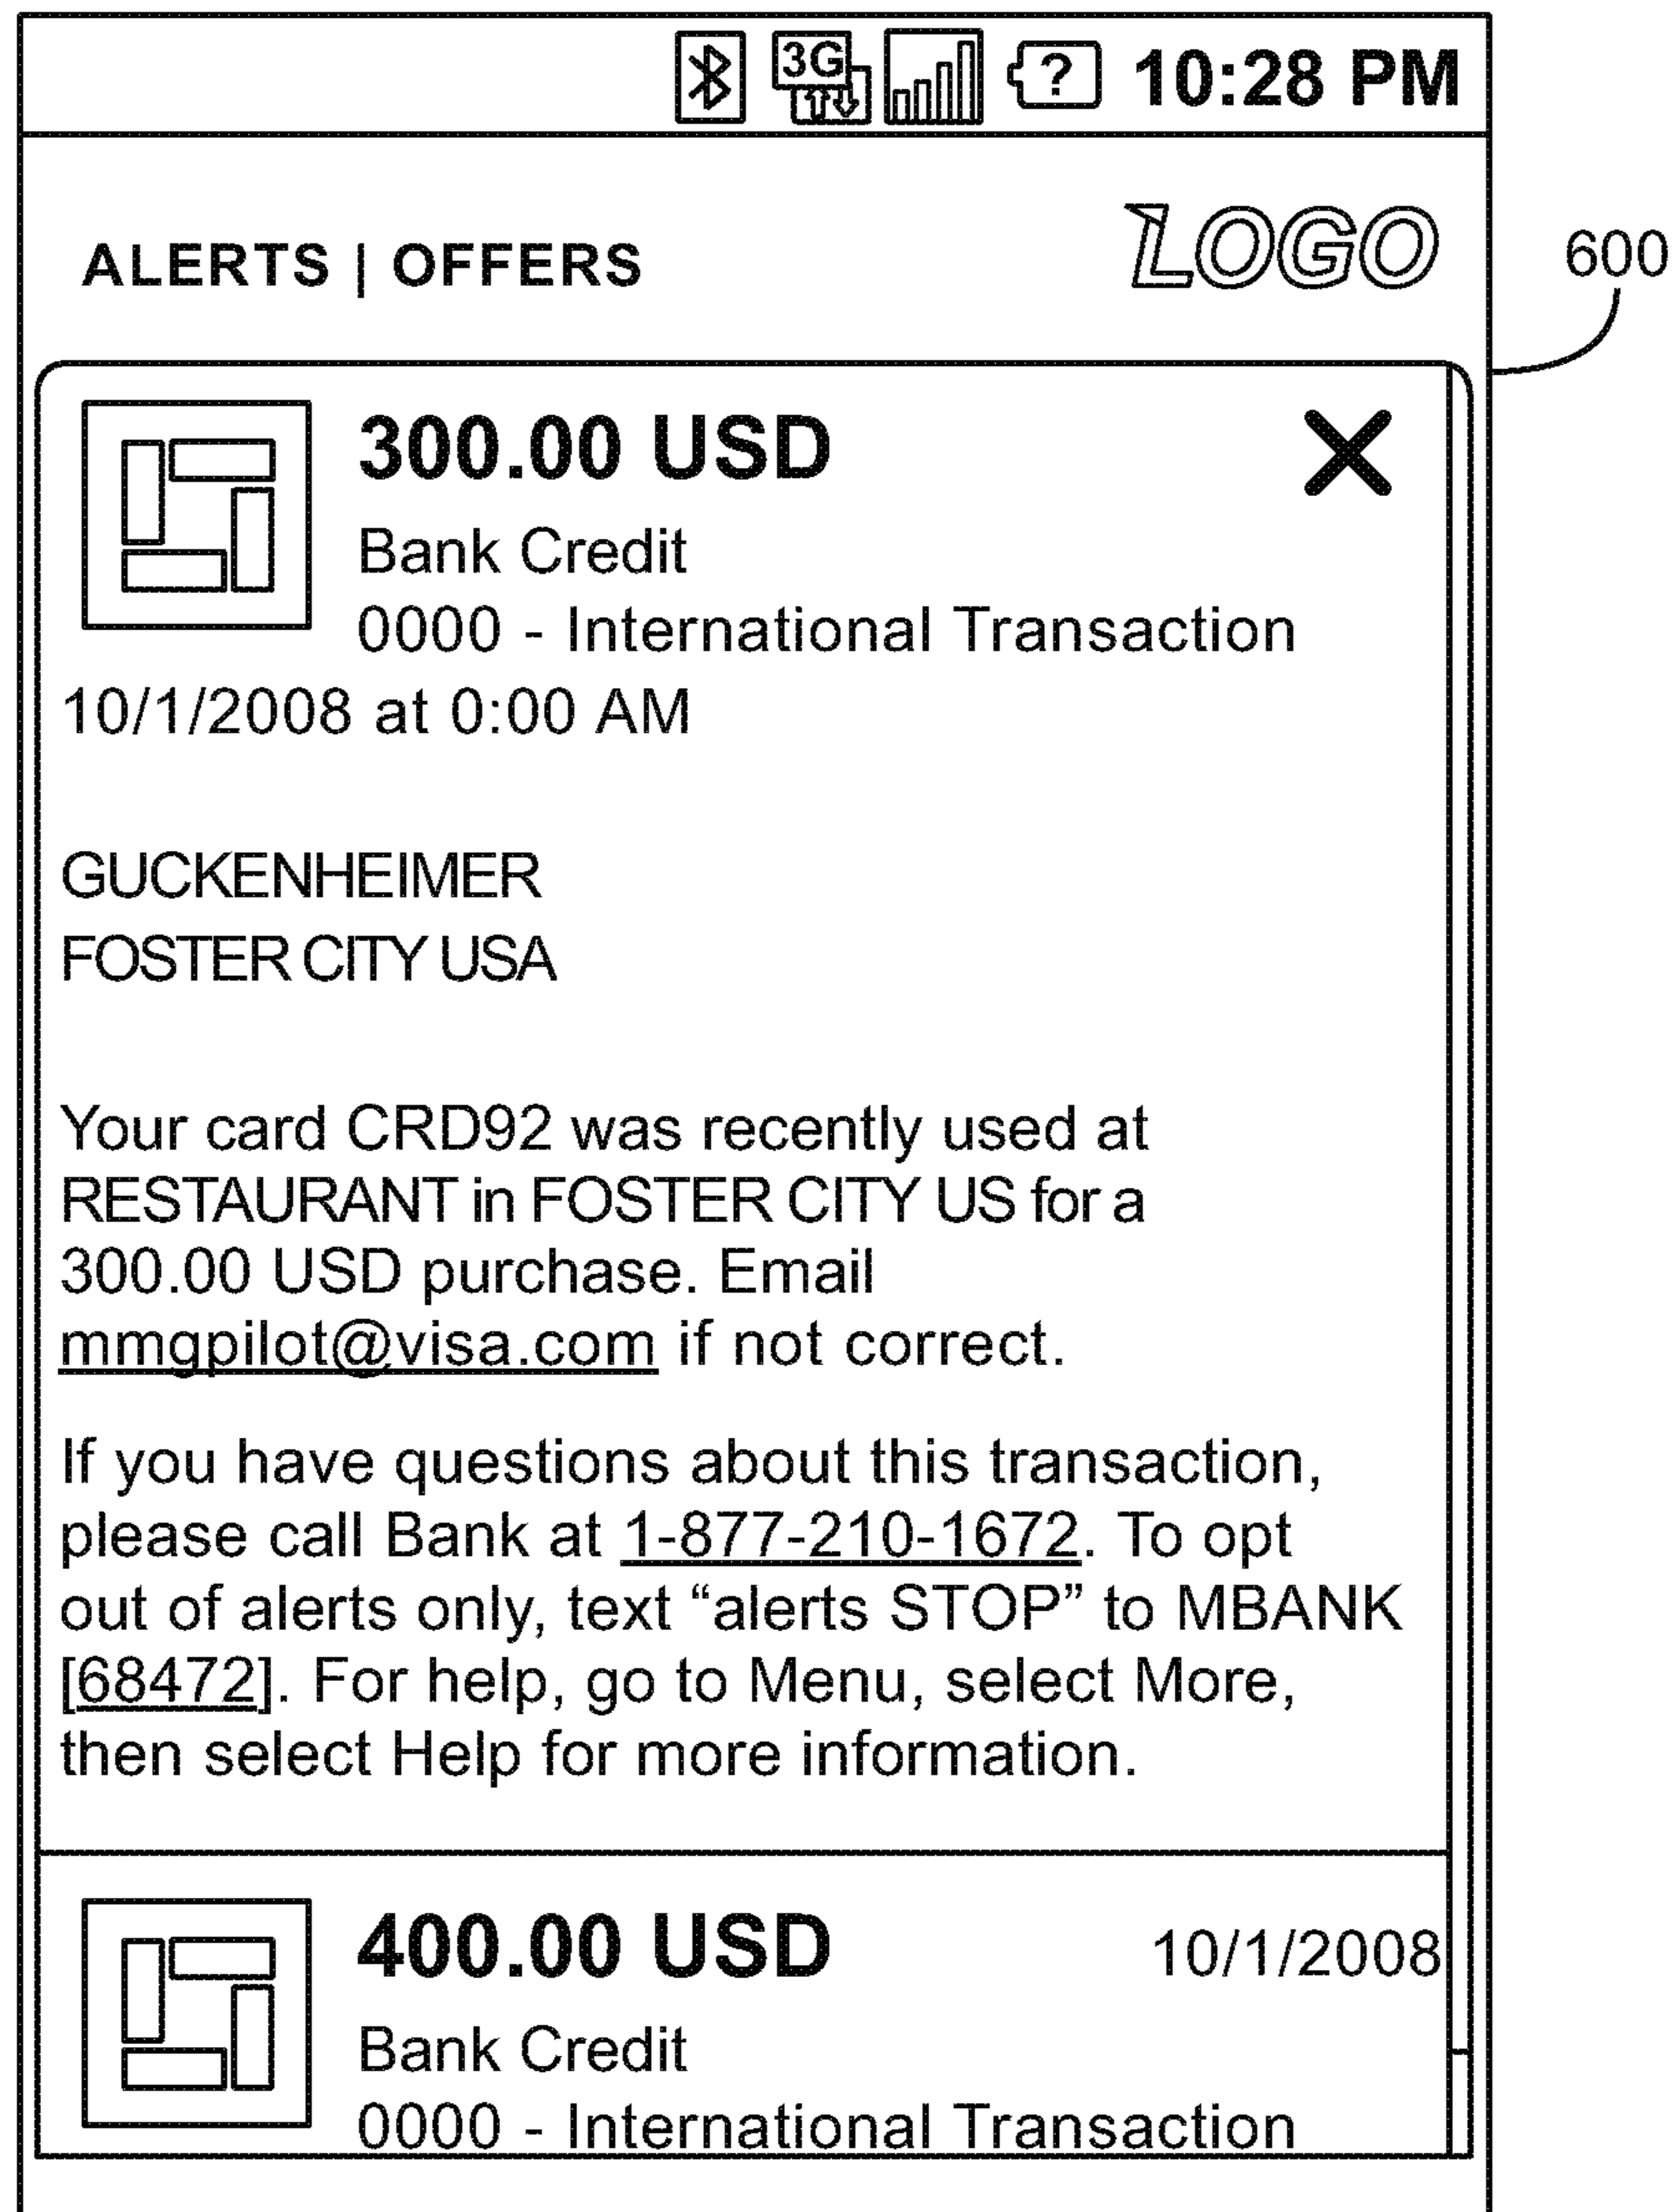 3G ? 10:28 PM
ALERTS | OFFERS LOGO
600
300.00 USD
Bank Credit
0000 - International Transaction
10/1/2008 at 0:00 AM
GUCKENHEIMER
FOSTER CITY USA
Your card CRD92 was recently used at
RESTAURANT in FOSTER CITY US for a
300.00 USD purchase. Email
mmgpilot@visa.com if not correct.
If you have questions about this transaction,
please call Bank at 1-877-210-1672. To opt
out of alerts only, text “alerts STOP” to MBANK
[68472]. For help, go to Menu, select More,
then select Help for more information.
400.00 USD 10/1/2008
Bank Credit
0000 - International Transaction